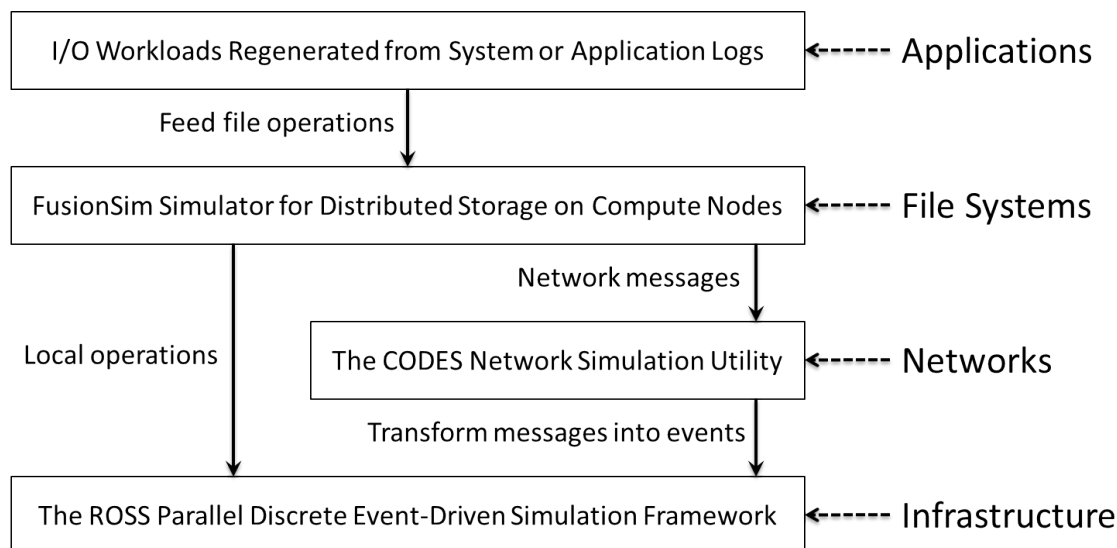 I/O Workloads Regenerated from System or Application Logs
Applications
Feed file operations
FusionSim Simulator for Distributed Storage on Compute Nodes
File Systems
Network messages
Local operations
The CODES Network Simulation Utility
Networks
Transform messages into events
The ROSS Parallel Discrete Event-Driven Simulation Framework
Infrastructure